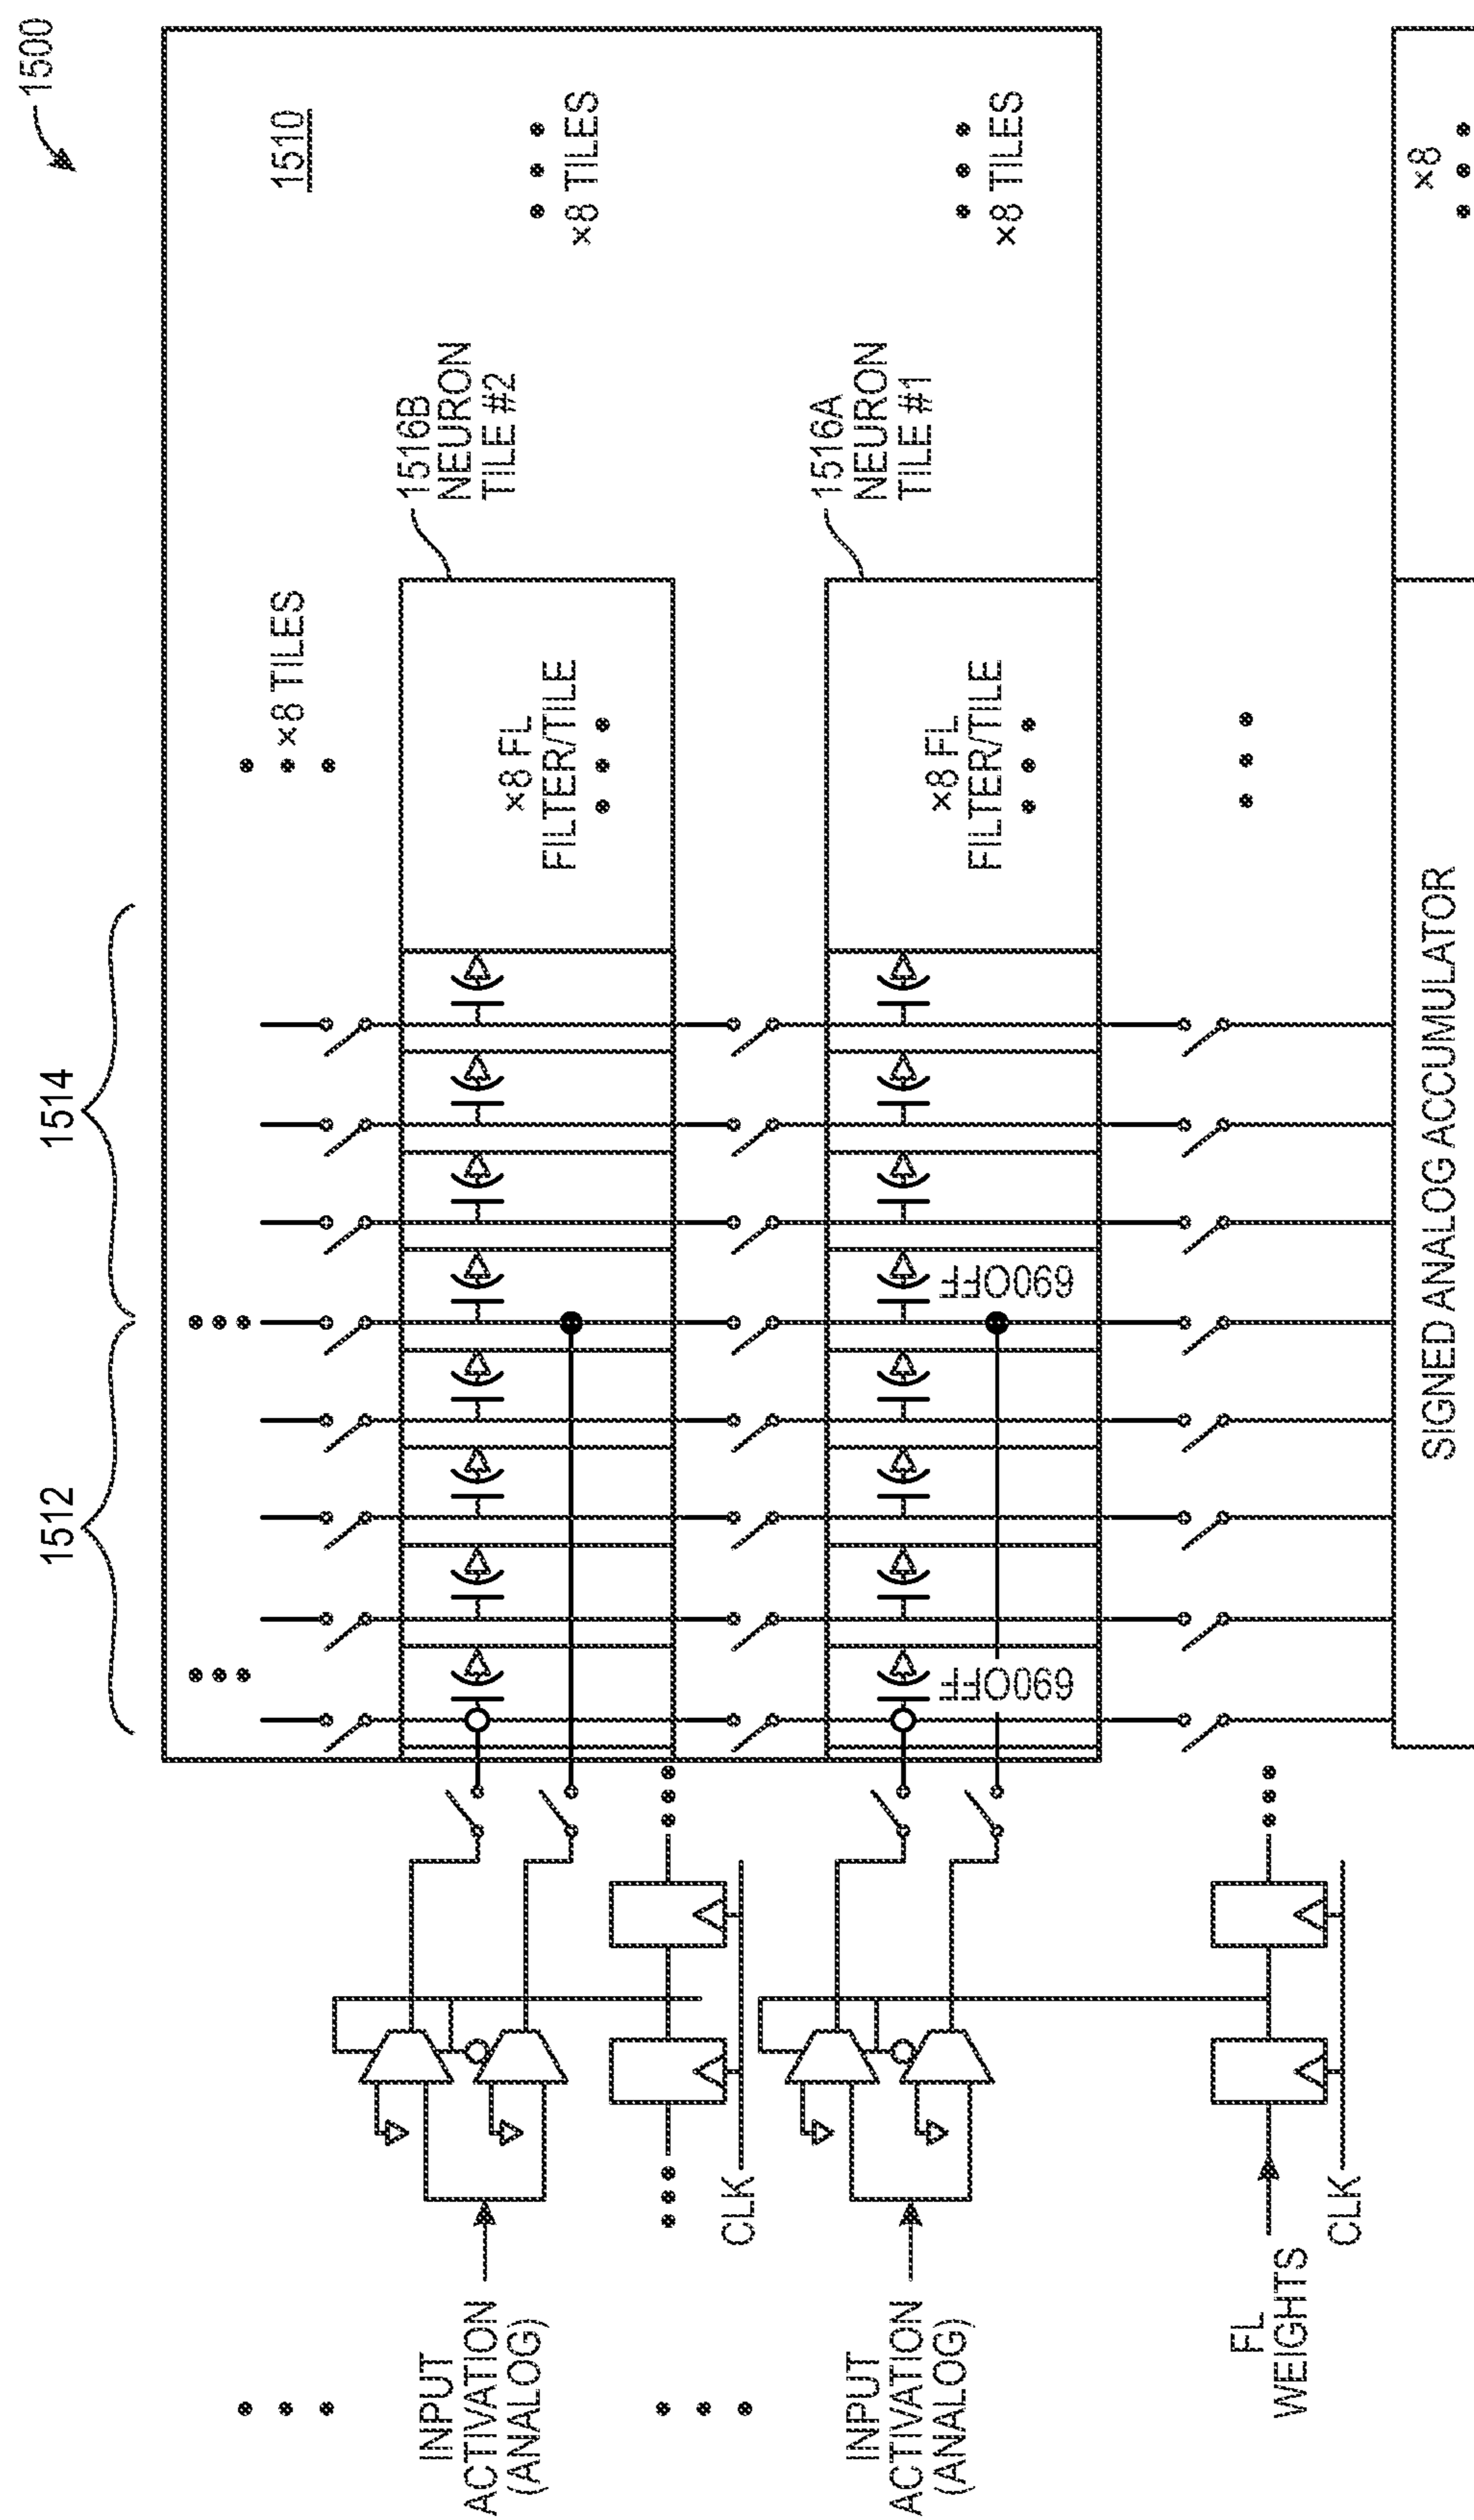 1500
1512
1514
1510
×8 TILES
INPUT
ACTIVATION
(ANALOG)
×8 FL
FILTER/TILE
1516B
NEURON
TILE #2
×8 TILES
CLK
INPUT
ACTIVATION
(ANALOG)
690OFF
690OFF
×8 FL
FILTER/TILE
1516A
NEURON
TILE #1
×8 TILES
FL
WEIGHTS
CLK
SIGNED ANALOG ACCUMULATOR
×8